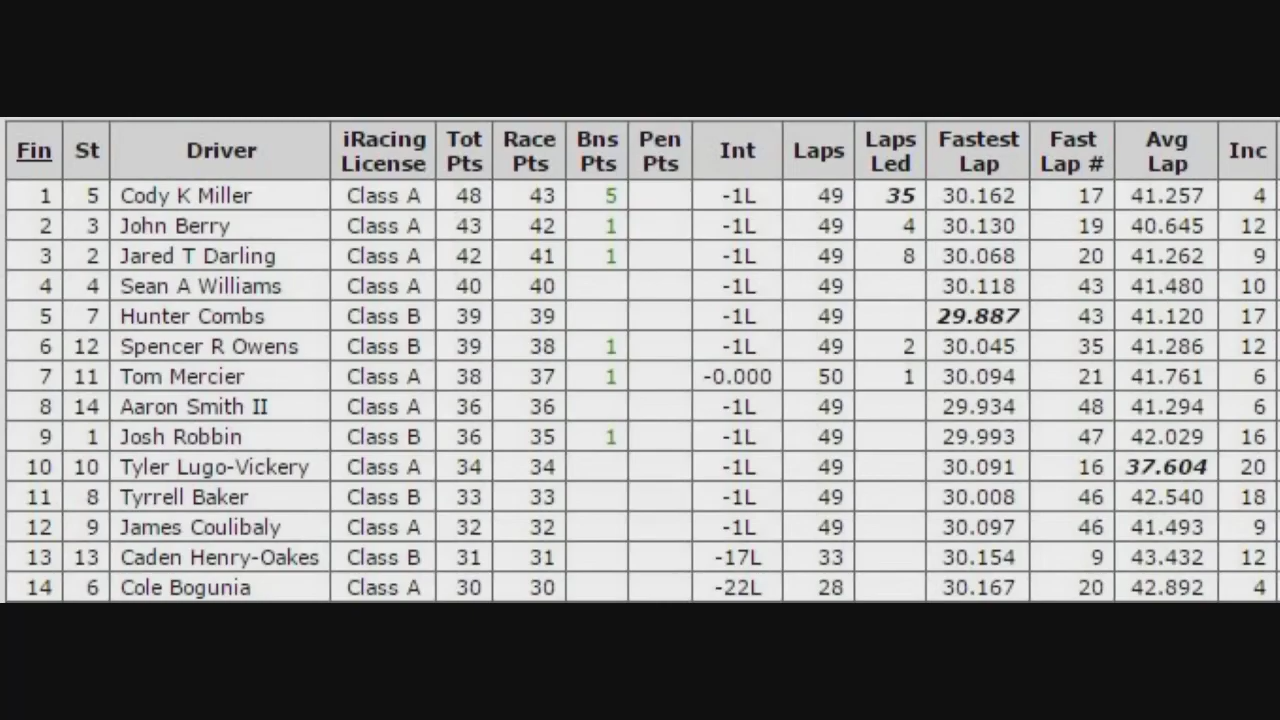 Fin St Driver iRacing License Tot Pts Race Pts Bns Pts Pen Pts Int Laps Laps Led Fastest Lap Fast Lap # Avg Lap Inc
1 5 Cody K Miller Class A 48 43 5 -1L 49 35 30.162 17 41.257 4
2 3 John Berry Class A 43 42 1 -1L 49 4 30.130 19 40.645 12
3 2 Jared T Darling Class A 42 41 1 -1L 49 8 30.068 20 41.262 9
4 4 Sean A Williams Class A 40 40 -1L 49 30.118 43 41.480 10
5 7 Hunter Combs Class B 39 39 -1L 49 29.887 43 41.120 17
6 12 Spencer R Owens Class B 39 38 1 -1L 49 2 30.045 35 41.286 12
7 11 Tom Mercier Class A 38 37 1 -0.000 50 1 30.094 21 41.761 6
8 14 Aaron Smith II Class A 36 36 -1L 49 29.934 48 41.294 6
9 1 Josh Robbin Class B 36 35 1 -1L 49 29.993 47 42.029 16
10 10 Tyler Lugo-Vickery Class A 34 34 -1L 49 30.091 16 37.604 20
11 8 Tyrrell Baker Class B 33 33 -1L 49 30.008 46 42.540 18
12 9 James Coulibaly Class A 32 32 -1L 49 30.097 46 41.493 9
13 13 Caden Henry-Oakes Class B 31 31 -17L 33 30.154 9 43.432 12
14 6 Cole Bogunia Class A 30 30 -22L 28 30.167 20 42.892 4